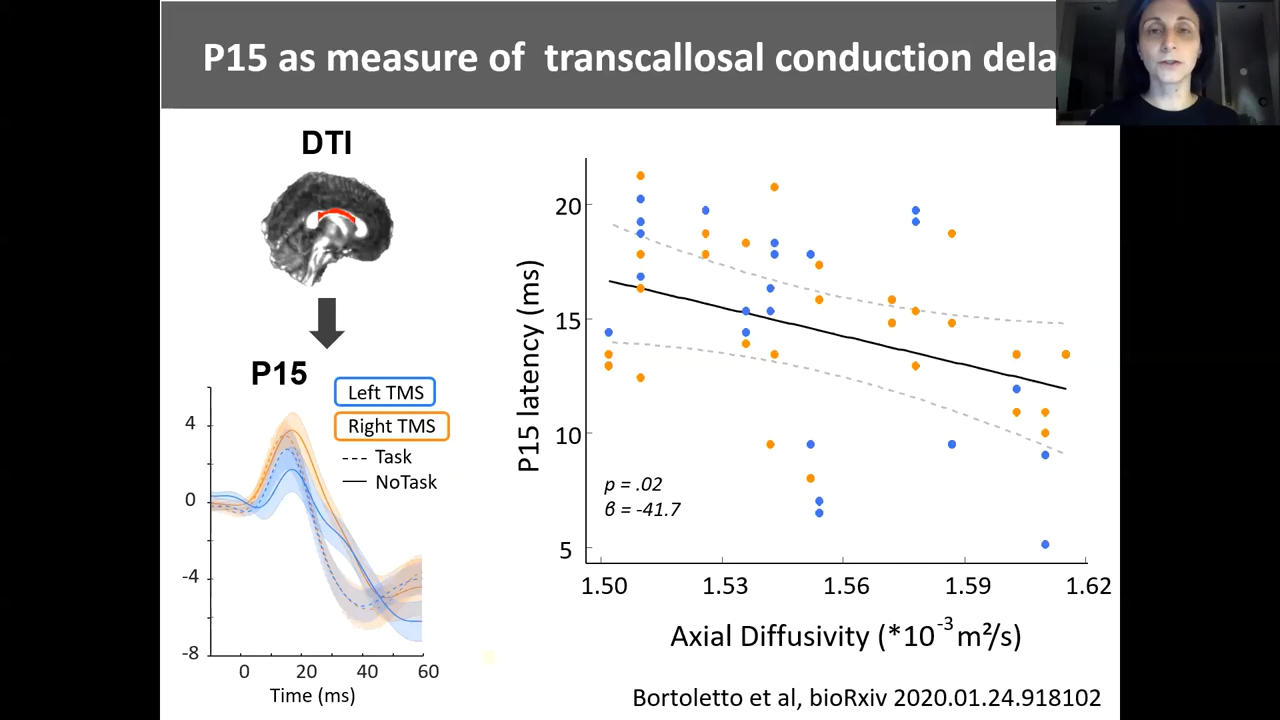 P15 as measure of transcallosal conduction dela
DTI
P15
Left TMS
Right TMS
Task
NoTask
4
0
-4
-8
0 20 40 60
Time (ms)
20
15
10
5
P15 latency (ms)
p = .02
β = -41.7
1.50 1.53 1.56 1.59 1.62
Axial Diffusivity (*10⁻³ m²/s)
Bortoletto et al, bioRxiv 2020.01.24.918102